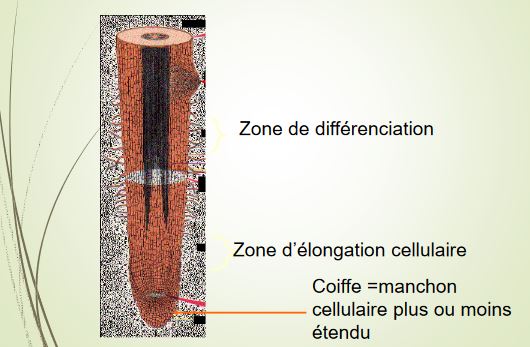 Zone de différenciation
Zone d'élongation cellulaire
Coiffe =manchon
cellulaire plus ou moins
étendu